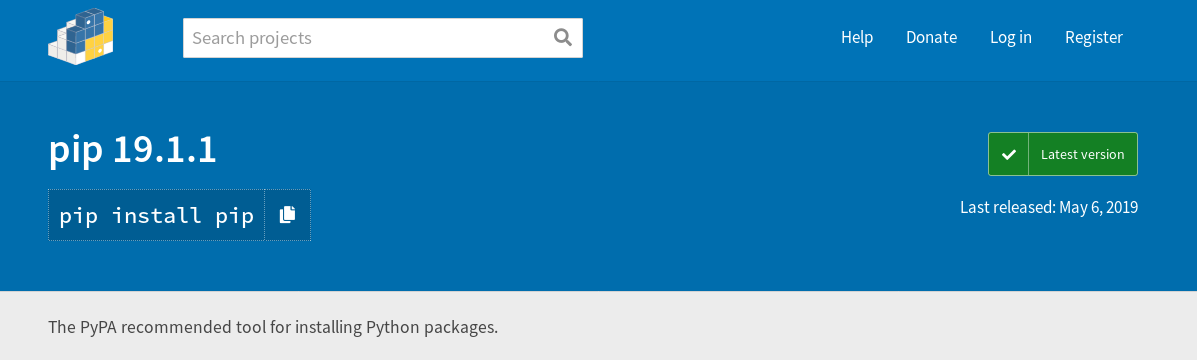 Search projects
Help
Donate
Log in
Register
pip 19.1.1
Latest version
pip install pip
Last released: May 6, 2019
The PyPA recommended tool for installing Python packages.